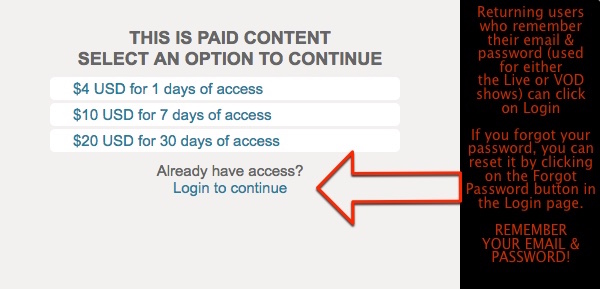 THIS IS PAID CONTENT
SELECT AN OPTION TO CONTINUE
$4 USD for 1 days of access
$10 USD for 7 days of access
$20 USD for 30 days of access
Already have access?
Login to continue
Returning users
who remember
their email &
password (used
for either
the Live or VOD
shows) can click
on Login
If you forgot your
password, you can
reset it by clicking
on the Forgot
Password button in
the Login page.
REMEMBER
YOUR EMAIL &
PASSWORD!